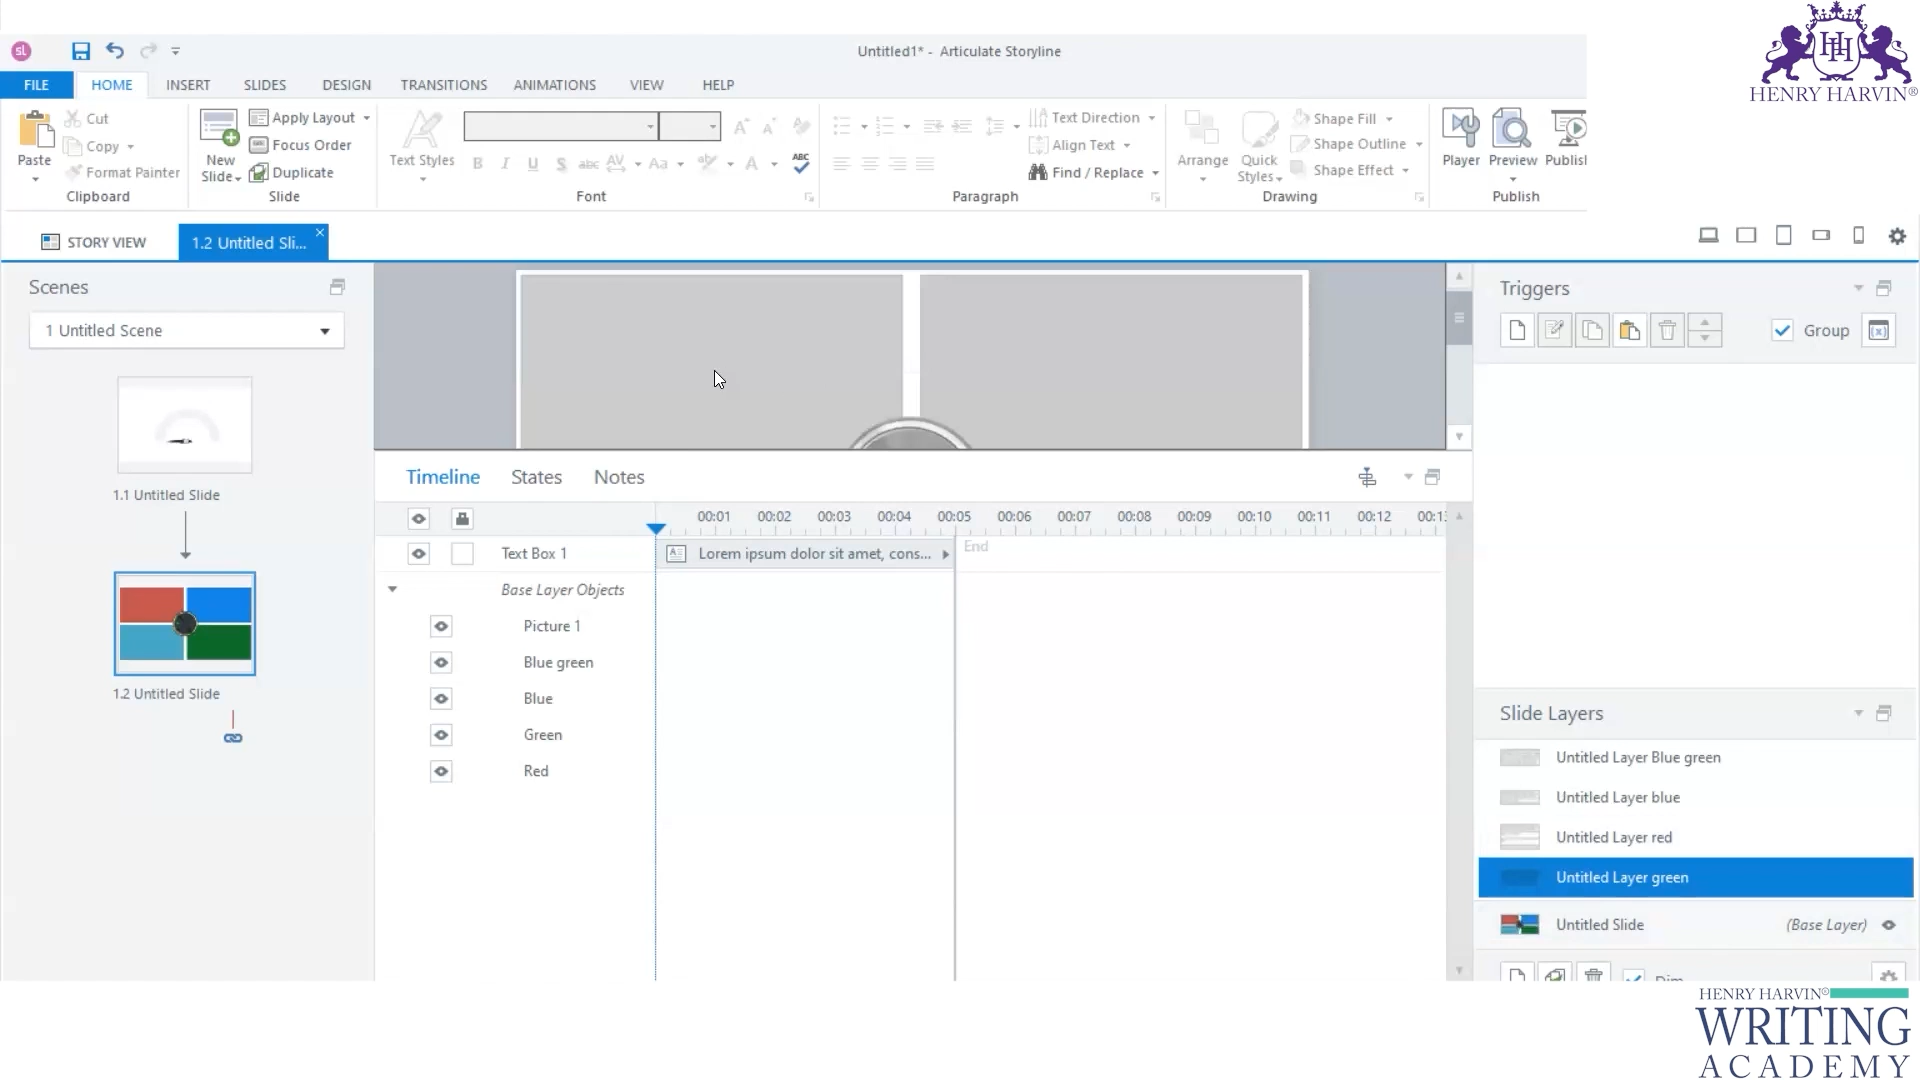 HENRY HARVIN®
sl
Untitled1* - Articulate Storyline
FILE HOME INSERT SLIDES DESIGN TRANSITIONS ANIMATIONS VIEW HELP
Paste
Cut
Copy
Format Painter
Clipboard
New Slide
Apply Layout
Focus Order
Duplicate
Slide
Text Styles
B I U S abc AV Aa A
ABC
Font
Text Direction
Align Text
Find / Replace
Paragraph
Arrange
Quick Styles
Shape Fill
Shape Outline
Shape Effect
Drawing
Player
Preview
Publish
Publish
STORY VIEW
1.2 Untitled Sli...
Scenes
1 Untitled Scene
1.1 Untitled Slide
1.2 Untitled Slide
Timeline States Notes
00:01 00:02 00:03 00:04 00:05 00:06 00:07 00:08 00:09 00:10 00:11 00:12
Text Box 1
Lorem ipsum dolor sit amet, cons...
End
Base Layer Objects
Picture 1
Blue green
Blue
Green
Red
Triggers
Group
Slide Layers
Untitled Layer Blue green
Untitled Layer blue
Untitled Layer red
Untitled Layer green
Untitled Slide (Base Layer)
HENRY HARVIN®
WRITING
ACADEMY